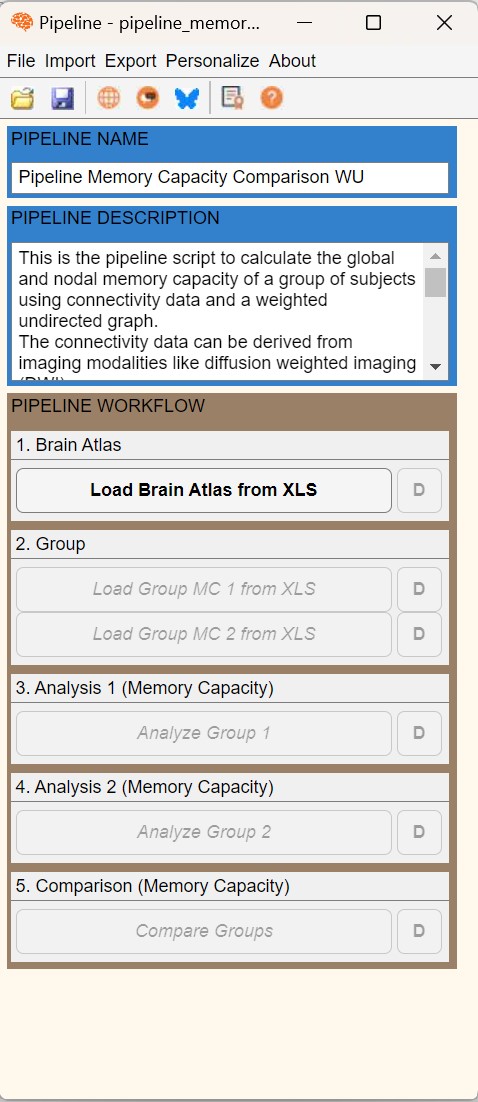 Pipeline - pipeline_memor...
File Import Export Personalize About
PIPELINE NAME
Pipeline Memory Capacity Comparison WU
PIPELINE DESCRIPTION
This is the pipeline script to calculate the global
and nodal memory capacity of a group of subjects
using connectivity data and a weighted
undirected graph.
The connectivity data can be derived from
imaging modalities like diffusion weighted imaging
(DWI)
PIPELINE WORKFLOW
1. Brain Atlas
Load Brain Atlas from XLS D
2. Group
Load Group MC 1 from XLS D
Load Group MC 2 from XLS D
3. Analysis 1 (Memory Capacity)
Analyze Group 1 D
4. Analysis 2 (Memory Capacity)
Analyze Group 2 D
5. Comparison (Memory Capacity)
Compare Groups D